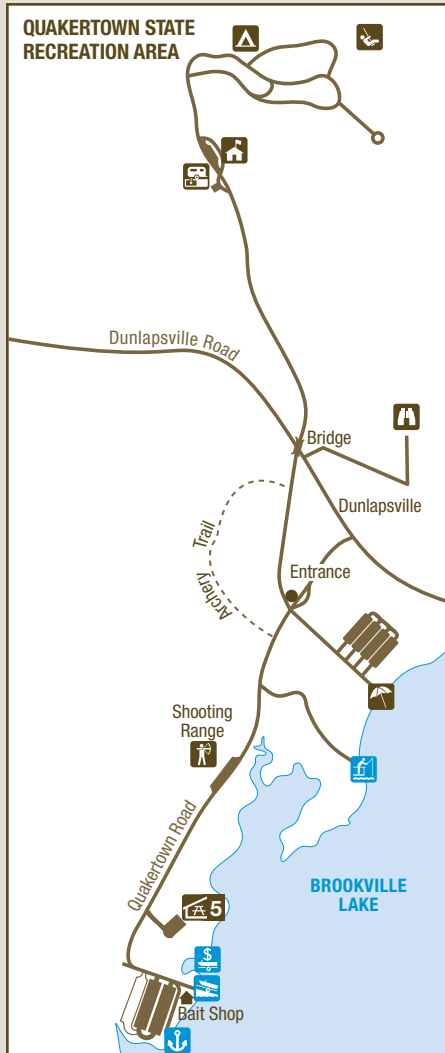 QUAKERTOWN STATE
RECREATION AREA
Dunlapsville Road
Bridge
Dunlapsville
Archery Trail
Entrance
Shooting
Range
Quakertown Road
5
BROOKVILLE
LAKE
$
Bait Shop